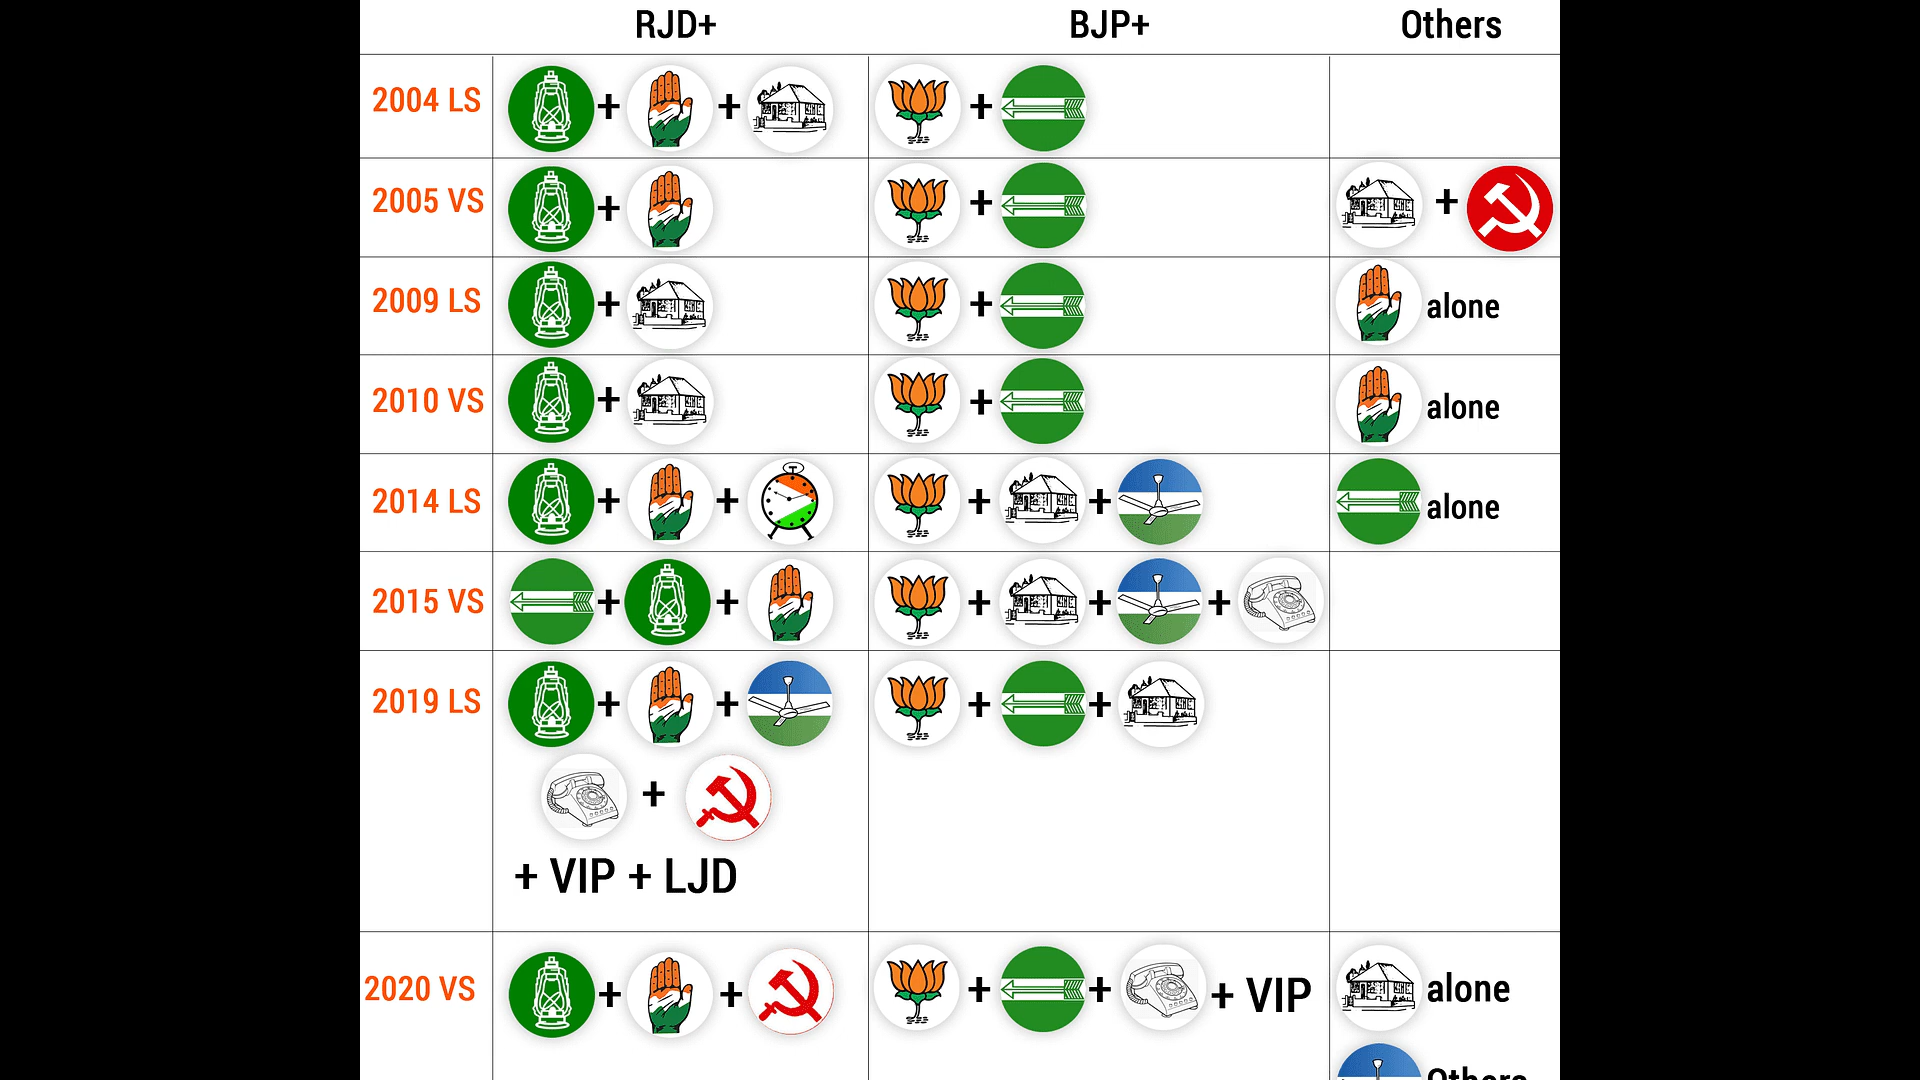 RJD+ BJP+ Others
2004 LS + + +
2005 VS + + +
2009 LS + + alone
2010 VS + + alone
2014 LS + + + + alone
2015 VS + + + + +
2019 LS + + + +
+
+ VIP + LJD
2020 VS + + + + + VIP alone
Others